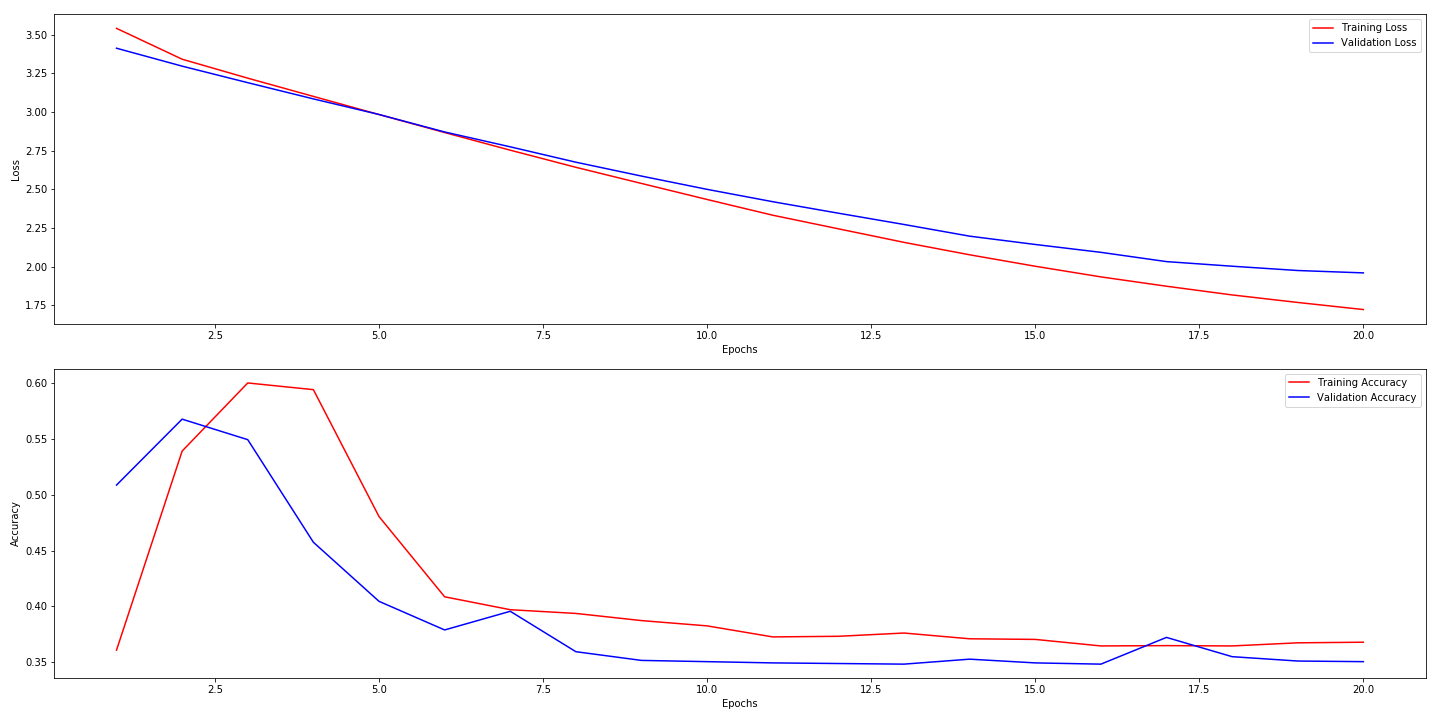 Training Loss
Validation Loss
3.50
3.25
3.00
2.75
2.50
2.25
2.00
1.75
Loss
2.5 5.0 7.5 10.0 12.5 15.0 17.5 20.0
Epochs
Training Accuracy
Validation Accuracy
0.60
0.55
0.50
0.45
0.40
0.35
Accuracy
2.5 5.0 7.5 10.0 12.5 15.0 17.5 20.0
Epochs